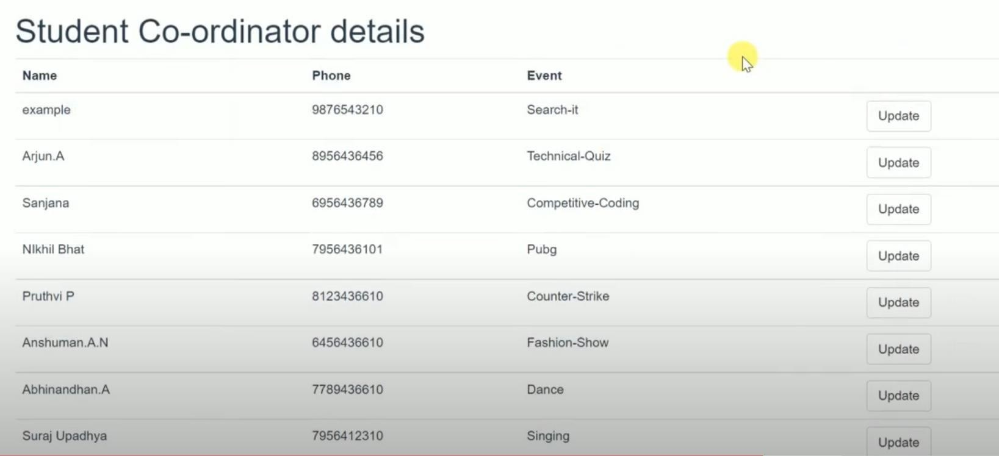 Student Co-ordinator details
Name Phone Event
example 9876543210 Search-it Update
Arjun.A 8956436456 Technical-Quiz Update
Sanjana 6956436789 Competitive-Coding Update
NIkhil Bhat 7956436101 Pubg Update
Pruthvi P 8123436610 Counter-Strike Update
Anshuman.A.N 6456436610 Fashion-Show Update
Abhinandhan.A 7789436610 Dance Update
Suraj Upadhya 7956412310 Singing Update